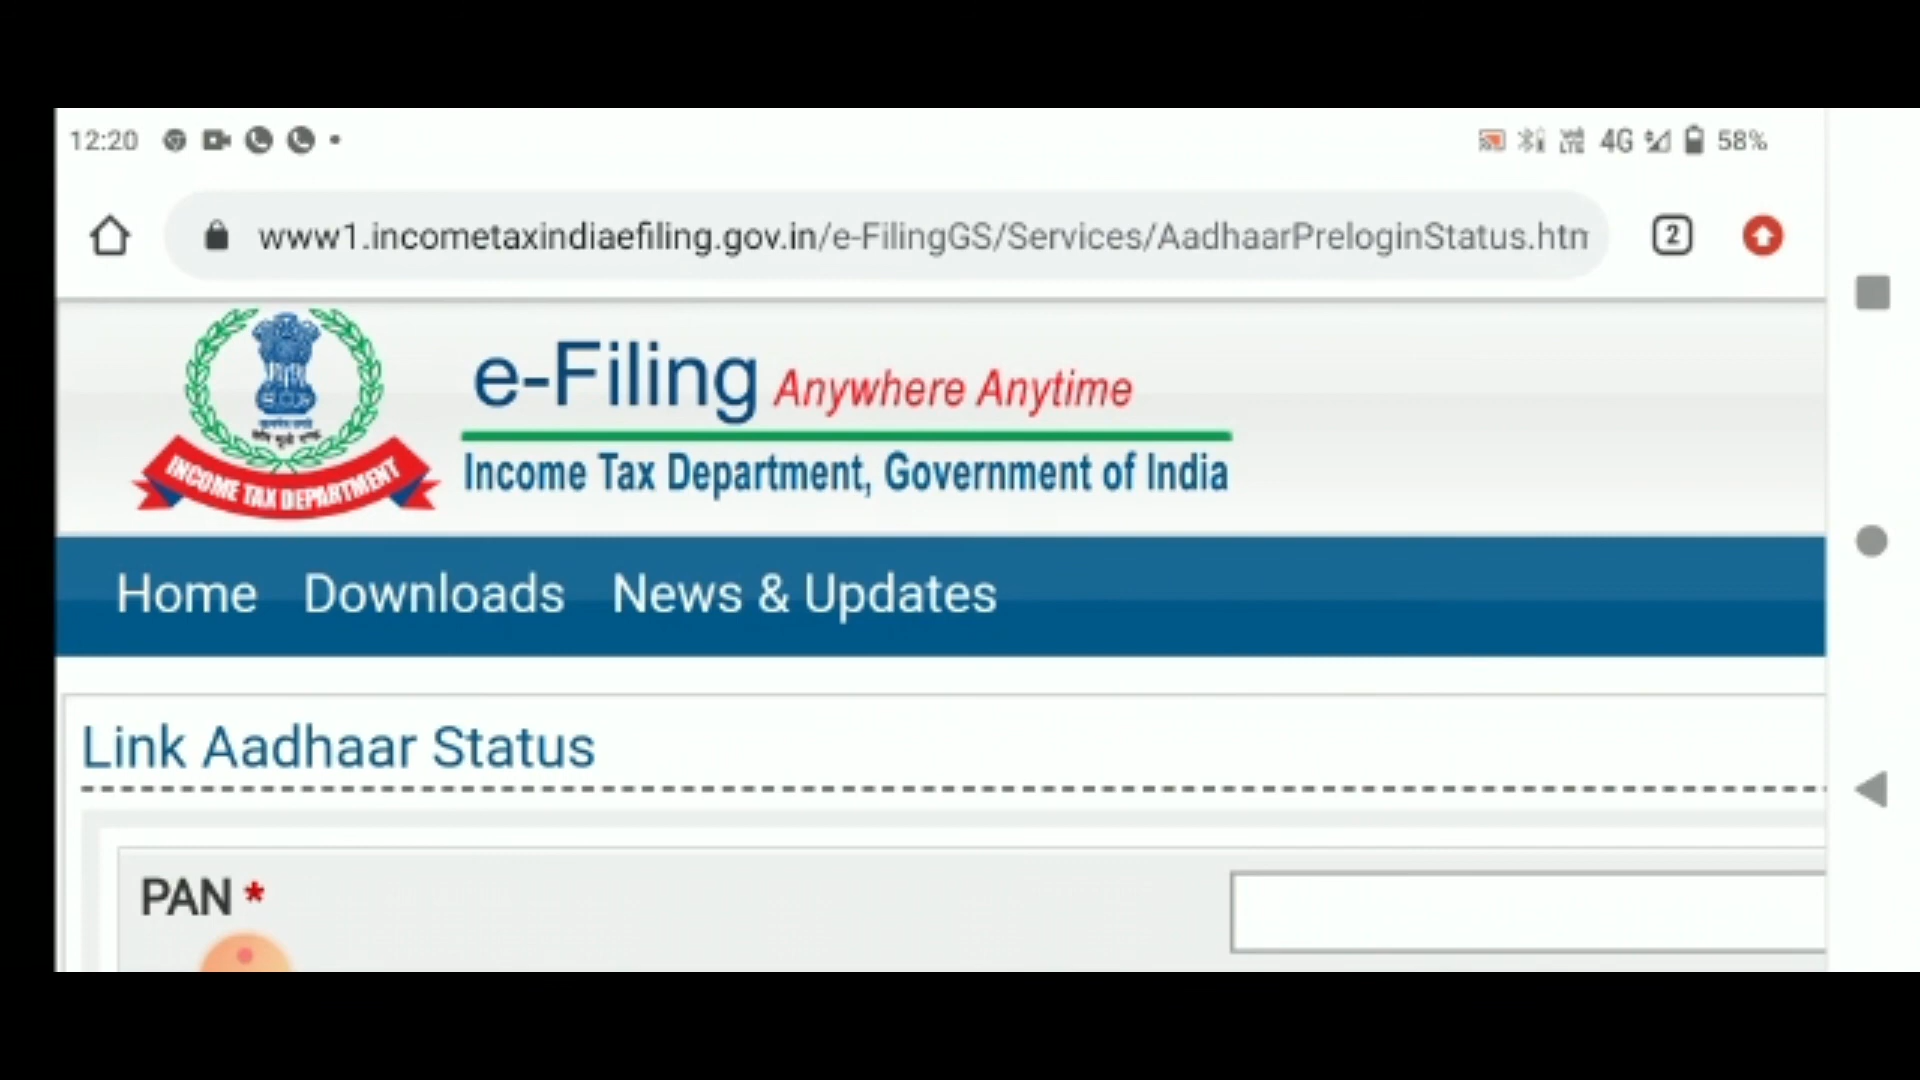 12:20
4G 58%
www1.incometaxindiaefiling.gov.in/e-FilingGS/Services/AadhaarPreloginStatus.htm
2
e-Filing Anywhere Anytime
INCOME TAX DEPARTMENT
Income Tax Department, Government of India
Home Downloads News & Updates
Link Aadhaar Status
PAN *